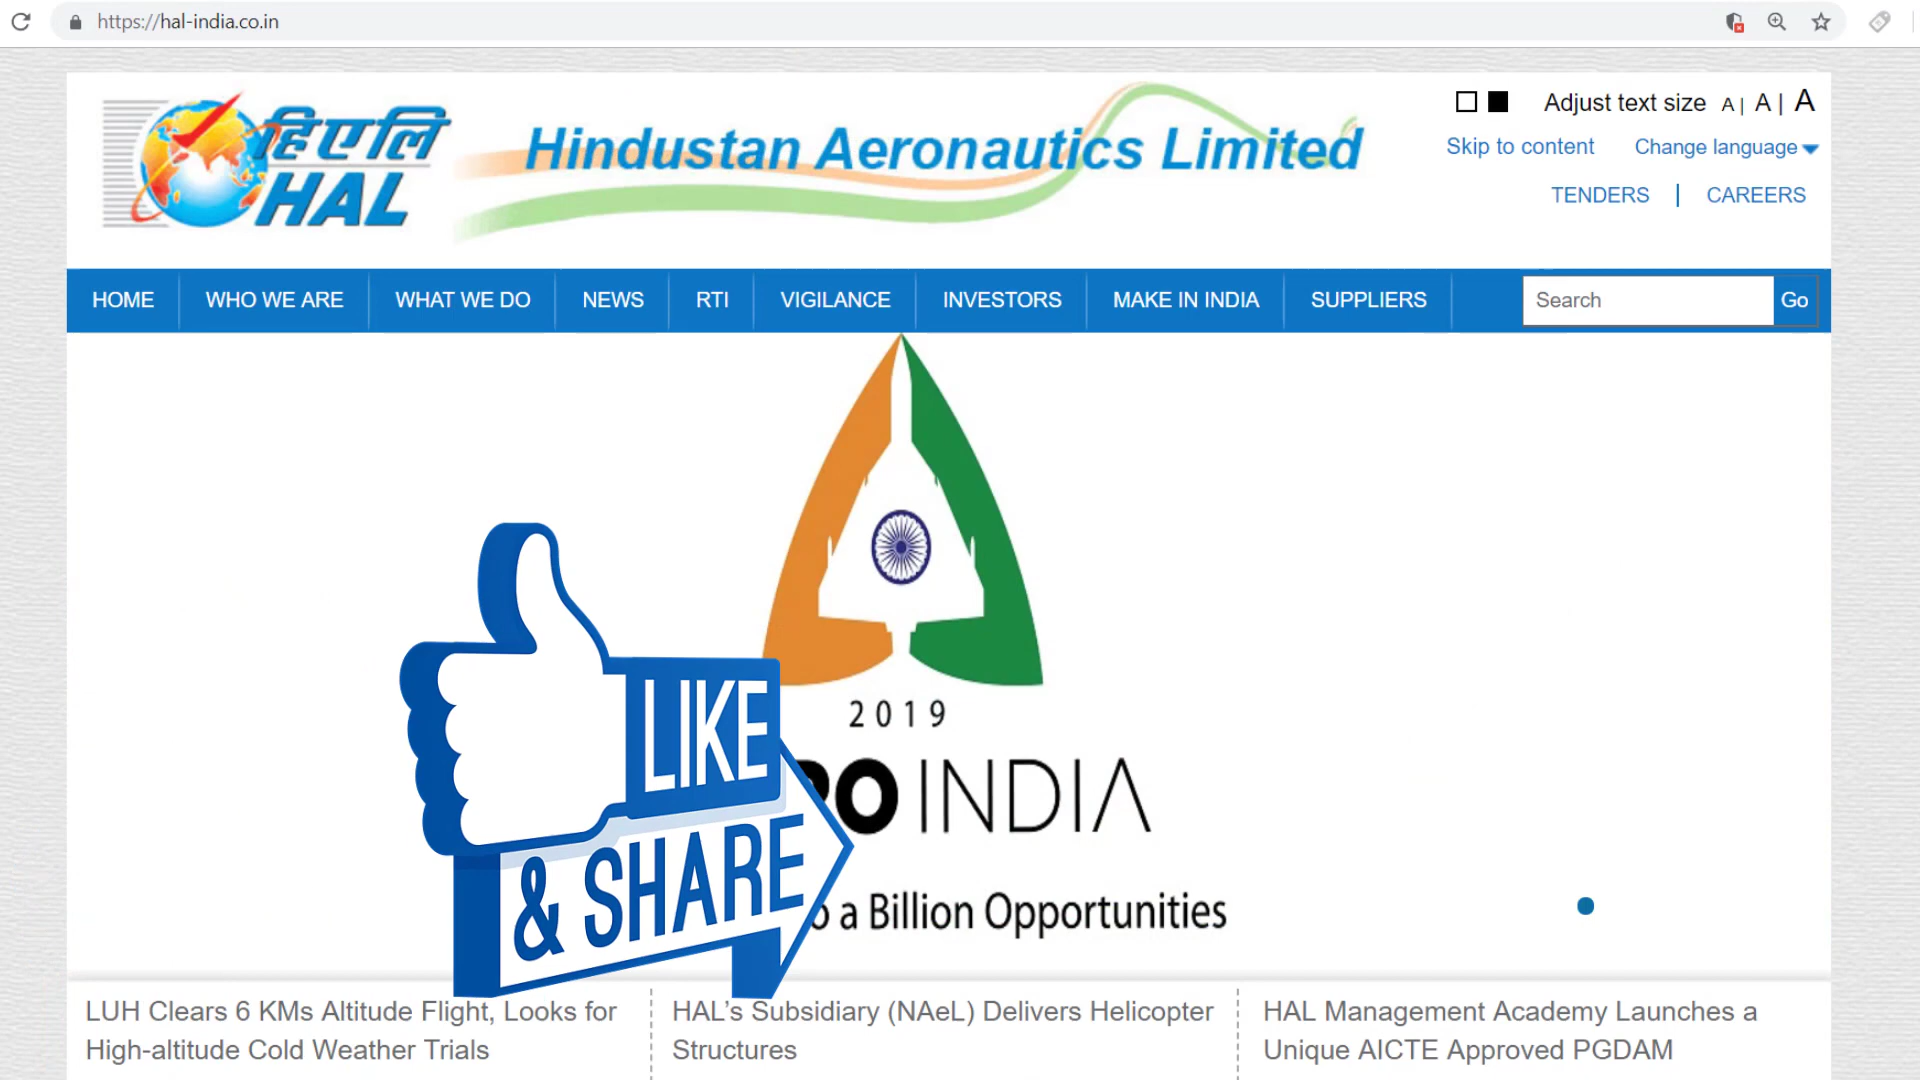 https://hal-india.co.in
हिएलि
HAL
Hindustan Aeronautics Limited
Adjust text size A | A | A
Skip to content Change language
TENDERS | CAREERS
HOME WHO WE ARE WHAT WE DO NEWS RTI VIGILANCE INVESTORS MAKE IN INDIA SUPPLIERS Search Go
2019
INDIA
a Billion Opportunities
LIKE
& SHARE
LUH Clears 6 KMs Altitude Flight, Looks for
High-altitude Cold Weather Trials
HAL's Subsidiary (NAeL) Delivers Helicopter
Structures
HAL Management Academy Launches a
Unique AICTE Approved PGDAM